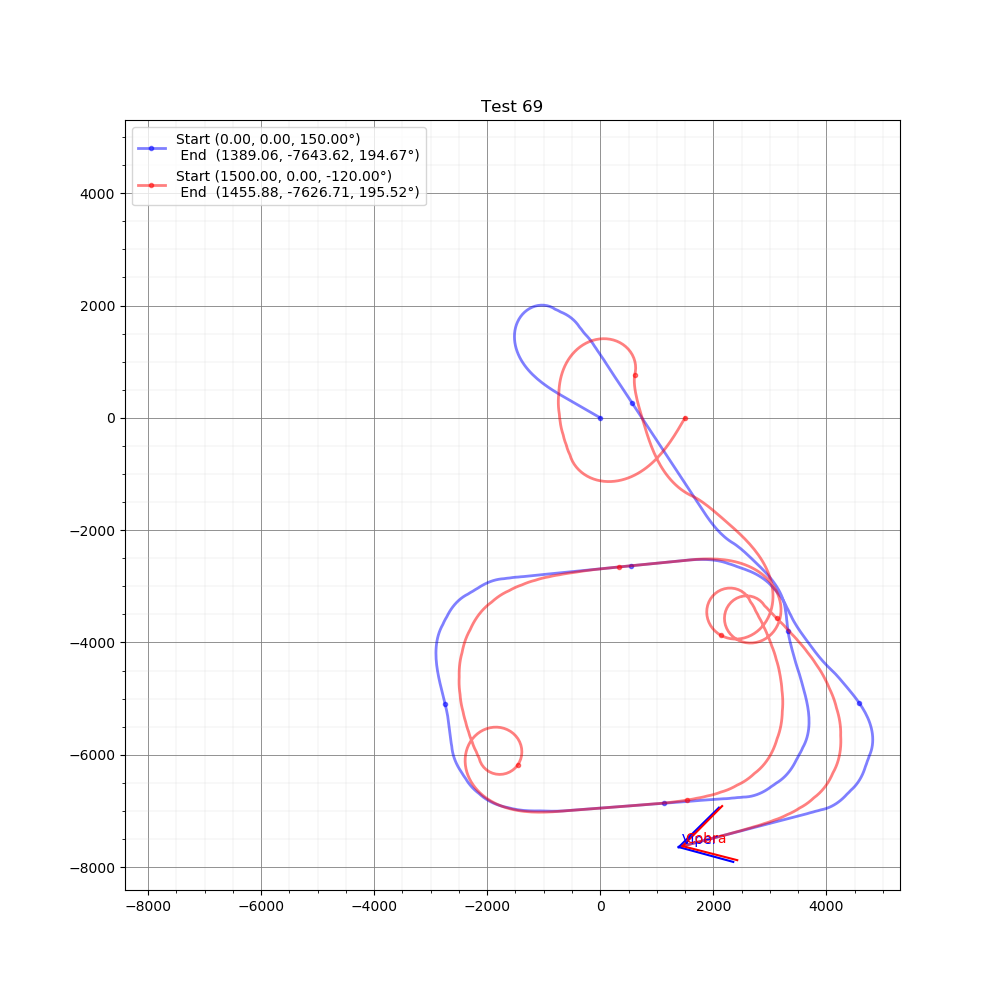 Test 69
Start (0.00, 0.00, 150.00°)
End  (1389.06, -7643.62, 194.67°)
Start (1500.00, 0.00, -120.00°)
End  (1455.88, -7626.71, 195.52°)
4000
2000
0
−2000
−4000
−6000
−8000
−8000 −6000 −4000 −2000 0 2000 4000